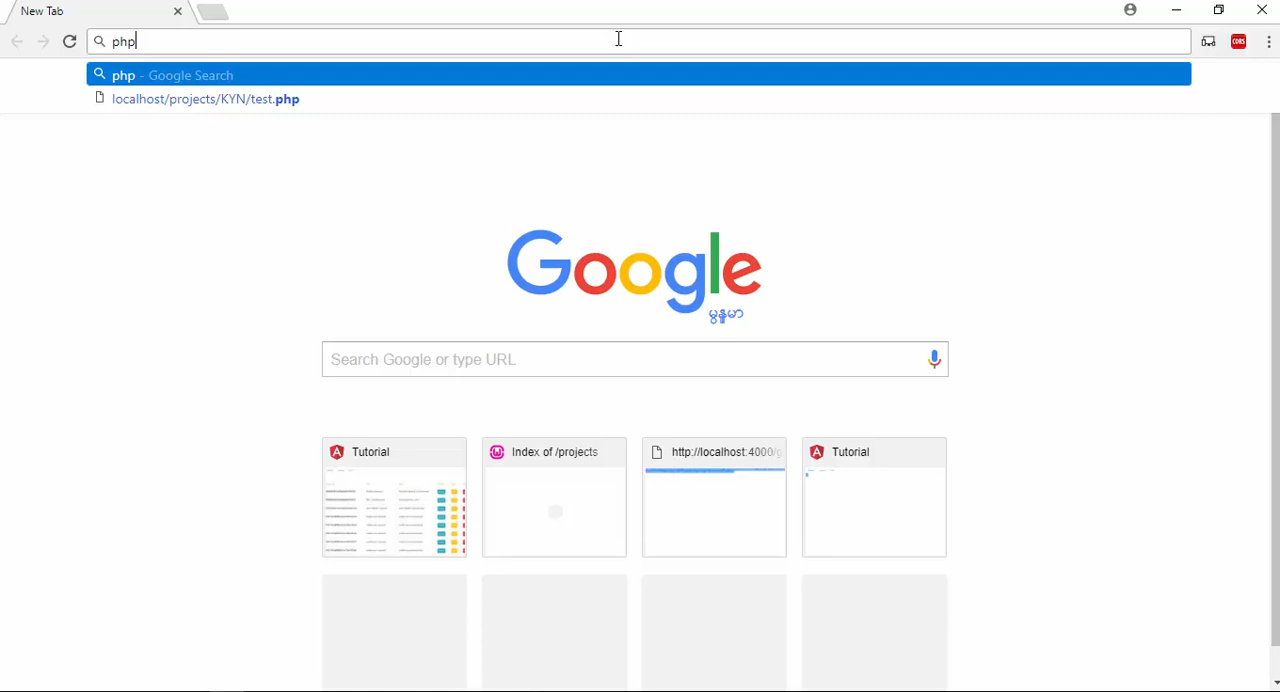 New Tab
php
CORS
php - Google Search
localhost/projects/KYN/test.php
Google
မြန်မာ
Search Google or type URL
Tutorial
Index of /projects
http://localhost:4000/g
Tutorial